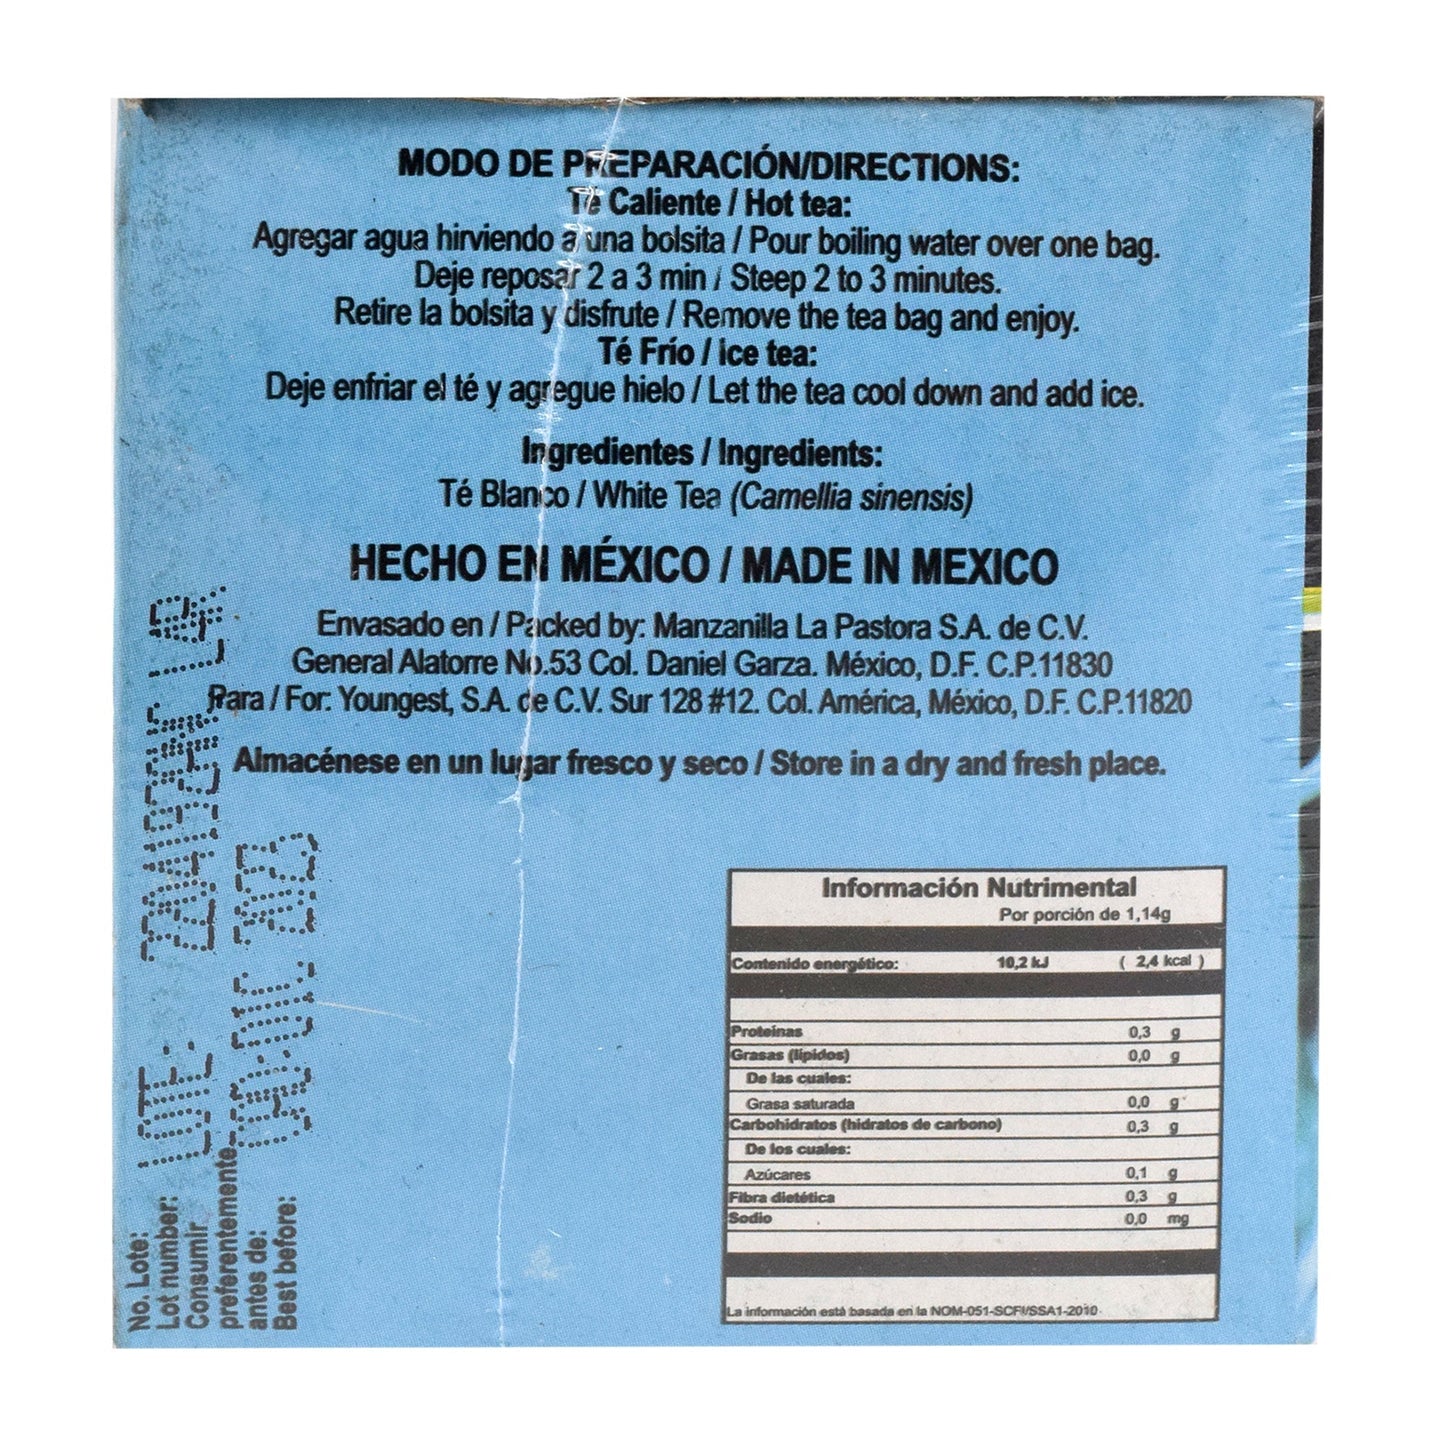 MODO DE PREPARACIÓN/DIRECTIONS:
Té Caliente / Hot tea:
Agregar agua hirviendo a una bolsita / Pour boiling water over one bag.
Deje reposar 2 a 3 min / Steep 2 to 3 minutes.
Retire la bolsita y disfrute / Remove the tea bag and enjoy.
Té Frío / ice tea:
Deje enfriar el té y agregue hielo / Let the tea cool down and add ice.
Ingredientes / Ingredients:
Té Blanco / White Tea (Camellia sinensis)
HECHO EN MÉXICO / MADE IN MEXICO
Envasado en / Packed by: Manzanilla La Pastora S.A. de C.V.
General Alatorre No.53 Col. Daniel Garza. México, D.F. C.P.11830
Para / For: Youngest, S.A. de C.V. Sur 128 #12. Col. América, México, D.F. C.P.11820
Almacénese en un lugar fresco y seco / Store in a dry and fresh place.
No. Lote:
Lot number:
Consumir
preferentemente
antes de:
Best before:
LOTE:
DIC 2023
Información Nutrimental
Por porción de 1,14g
Contenido energético: 10,2 kJ ( 2,4 kcal )
Proteínas 0,3 g
Grasas (lípidos) 0,0 g
De las cuales:
Grasa saturada 0,0 g
Carbohidratos (hidratos de carbono) 0,3 g
De los cuales:
Azúcares 0,1 g
Fibra dietética 0,3 g
Sodio 0,0 mg
La información está basada en la NOM-051-SCFI/SSA1-2010